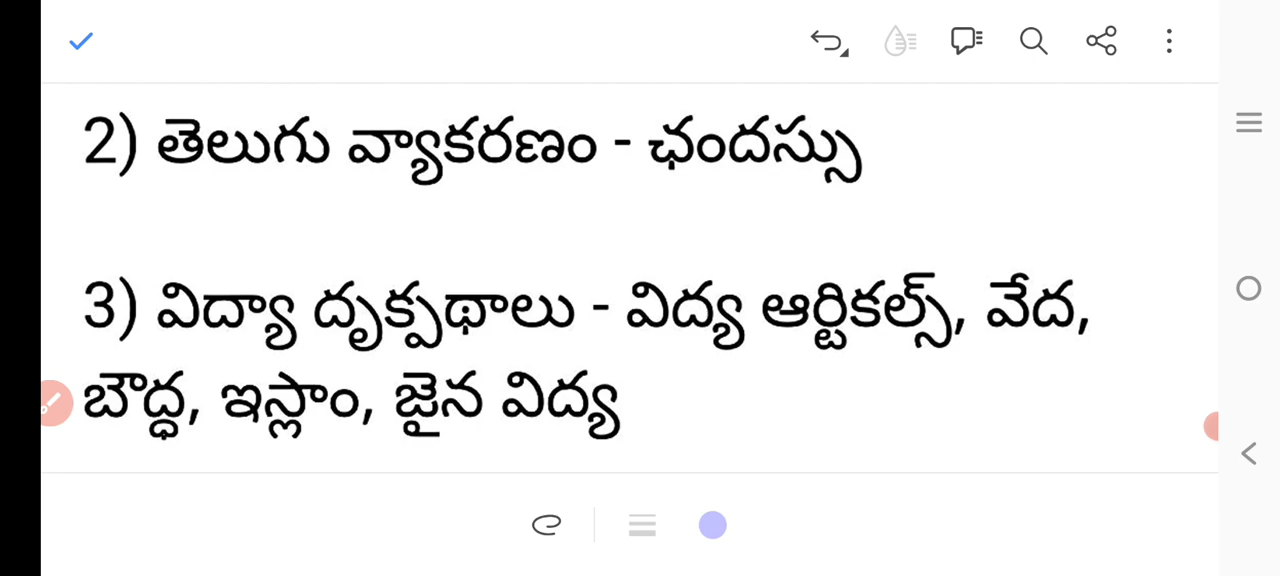 2) తెలుగు వ్యాకరణం - ఛందస్సు
3) విద్యా దృక్పథాలు - విద్య ఆర్టికల్స్, వేద,
బౌద్ధ, ఇస్లాం, జైన విద్య